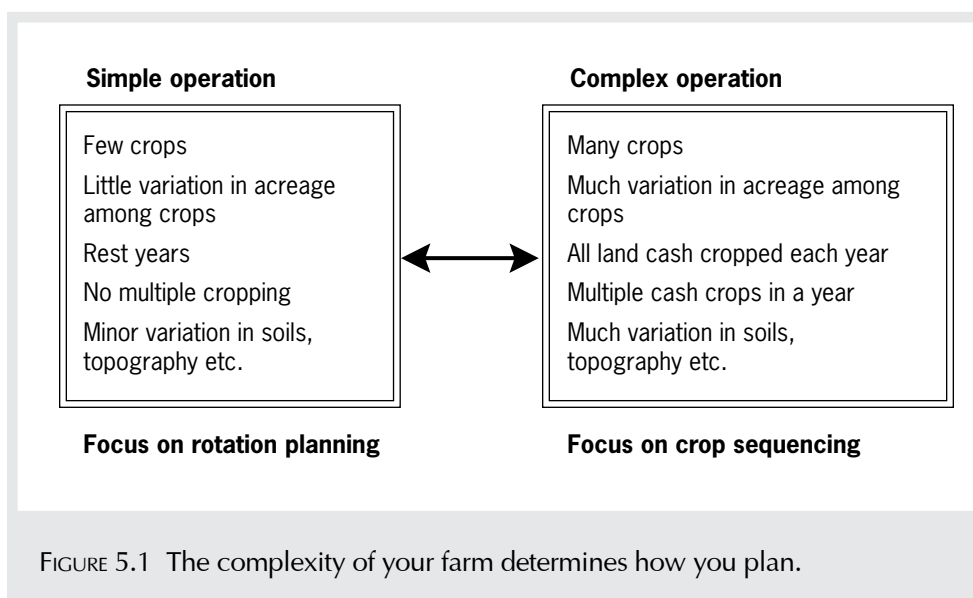 Simple operation
Few crops
Little variation in acreage
among crops
Rest years
No multiple cropping
Minor variation in soils,
topography etc.
Focus on rotation planning
Complex operation
Many crops
Much variation in acreage among
crops
All land cash cropped each year
Multiple cash crops in a year
Much variation in soils,
topography etc.
Focus on crop sequencing
FIGURE 5.1 The complexity of your farm determines how you plan.